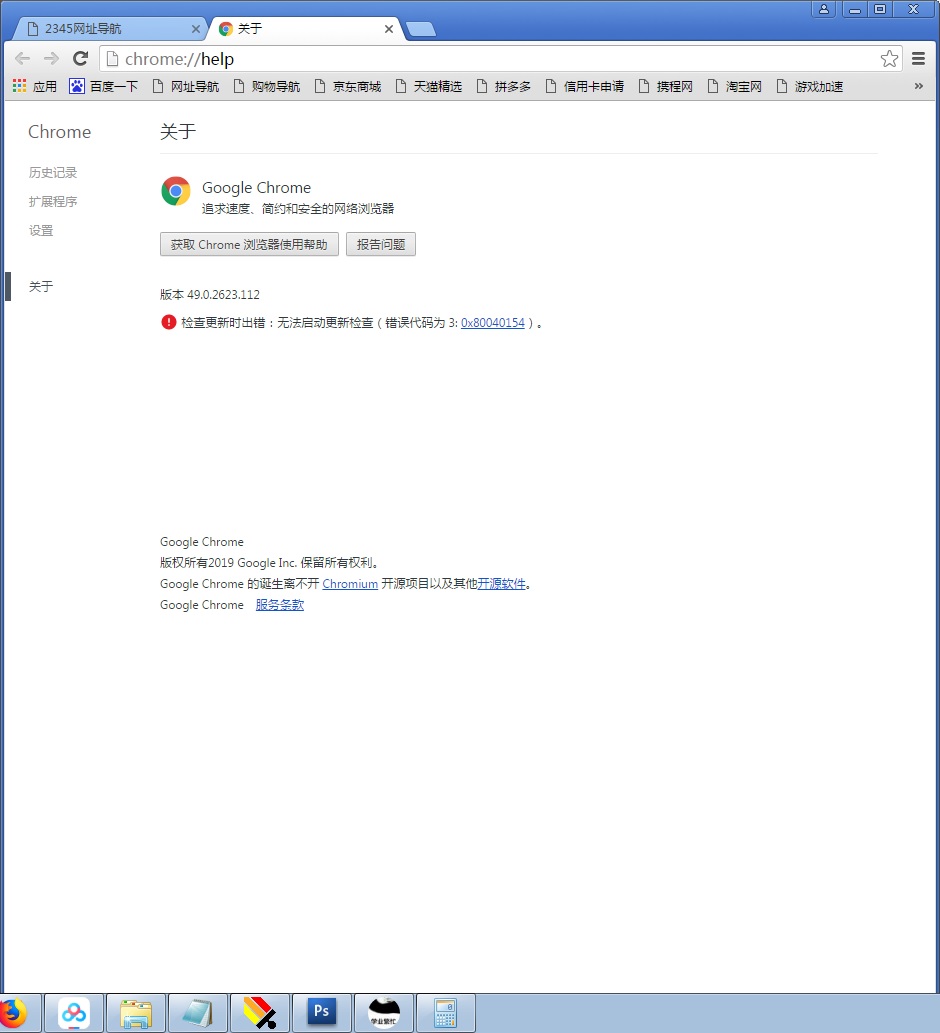 2345网址导航
关于
chrome://help
应用 百度一下 网址导航 购物导航 京东商城 天猫精选 拼多多 信用卡申请 携程网 淘宝网 游戏加速 »
Chrome
关于
历史记录
扩展程序
设置
关于
Google Chrome
追求速度、简约和安全的网络浏览器
获取 Chrome 浏览器使用帮助 报告问题
版本 49.0.2623.112
检查更新时出错：无法启动更新检查（错误代码为 3: 0x80040154）。
Google Chrome
版权所有2019 Google Inc. 保留所有权利。
Google Chrome 的诞生离不开 Chromium 开源项目以及其他开源软件。
Google Chrome 服务条款
Ps
学业繁忙